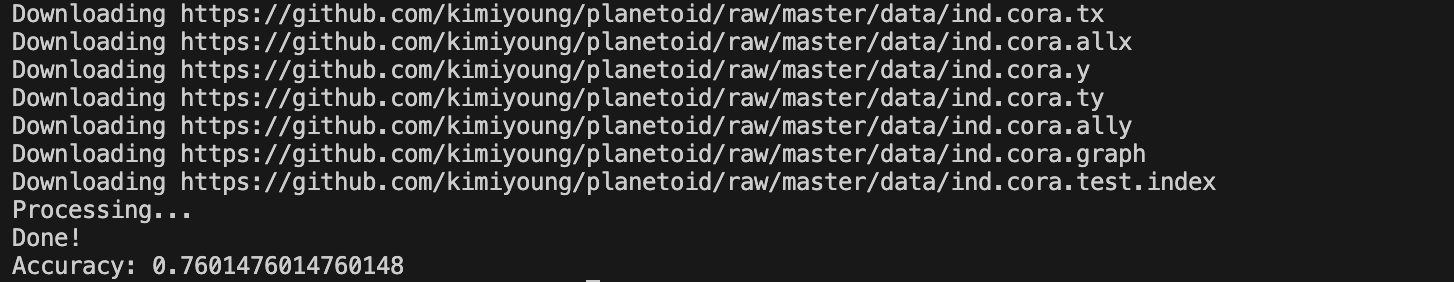 Downloading https://github.com/kimiyoung/planetoid/raw/master/data/ind.cora.tx
Downloading https://github.com/kimiyoung/planetoid/raw/master/data/ind.cora.allx
Downloading https://github.com/kimiyoung/planetoid/raw/master/data/ind.cora.y
Downloading https://github.com/kimiyoung/planetoid/raw/master/data/ind.cora.ty
Downloading https://github.com/kimiyoung/planetoid/raw/master/data/ind.cora.ally
Downloading https://github.com/kimiyoung/planetoid/raw/master/data/ind.cora.graph
Downloading https://github.com/kimiyoung/planetoid/raw/master/data/ind.cora.test.index
Processing...
Done!
Accuracy: 0.7601476014760148